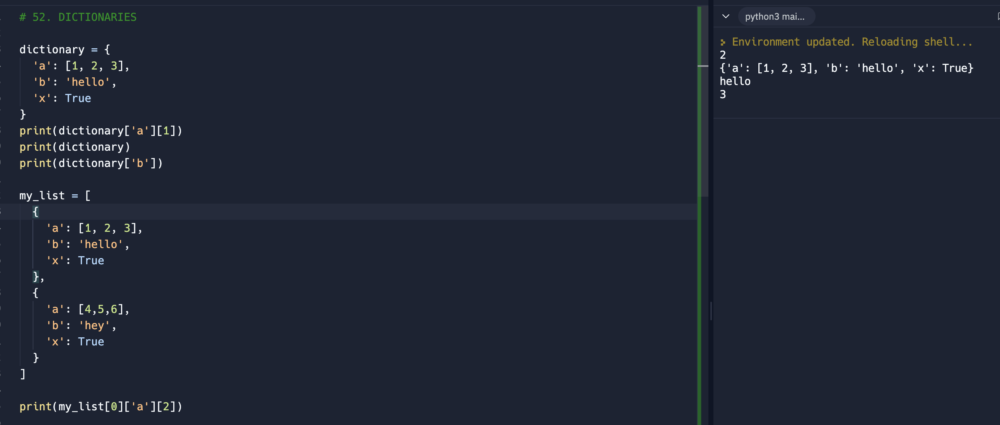 # 52. DICTIONARIES
dictionary = {
  'a': [1, 2, 3],
  'b': 'hello',
  'x': True
}
print(dictionary['a'][1])
print(dictionary)
print(dictionary['b'])
my_list = [
  {
    'a': [1, 2, 3],
    'b': 'hello',
    'x': True
  },
  {
    'a': [4,5,6],
    'b': 'hey',
    'x': True
  }
]
print(my_list[0]['a'][2])
python3 mai...
Environment updated. Reloading shell...
2
{'a': [1, 2, 3], 'b': 'hello', 'x': True}
hello
3